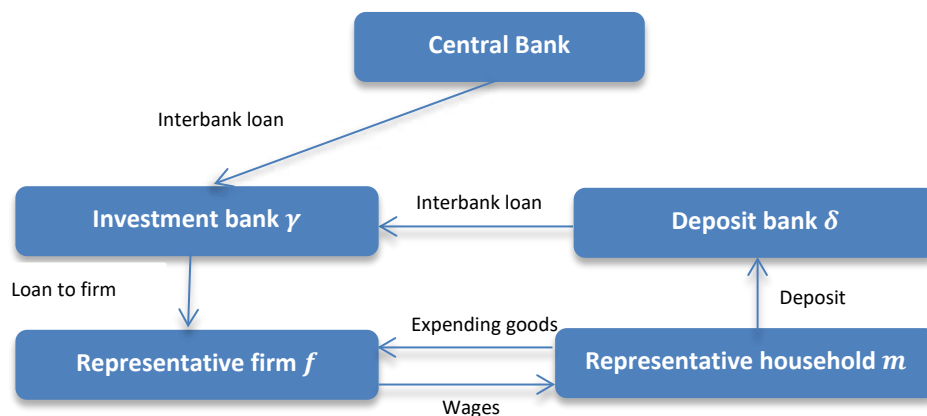 Central Bank
Interbank loan
Interbank loan
Investment bank γ
Deposit bank δ
Loan to firm
Deposit
Expending goods
Representative firm f
Representative household m
Wages